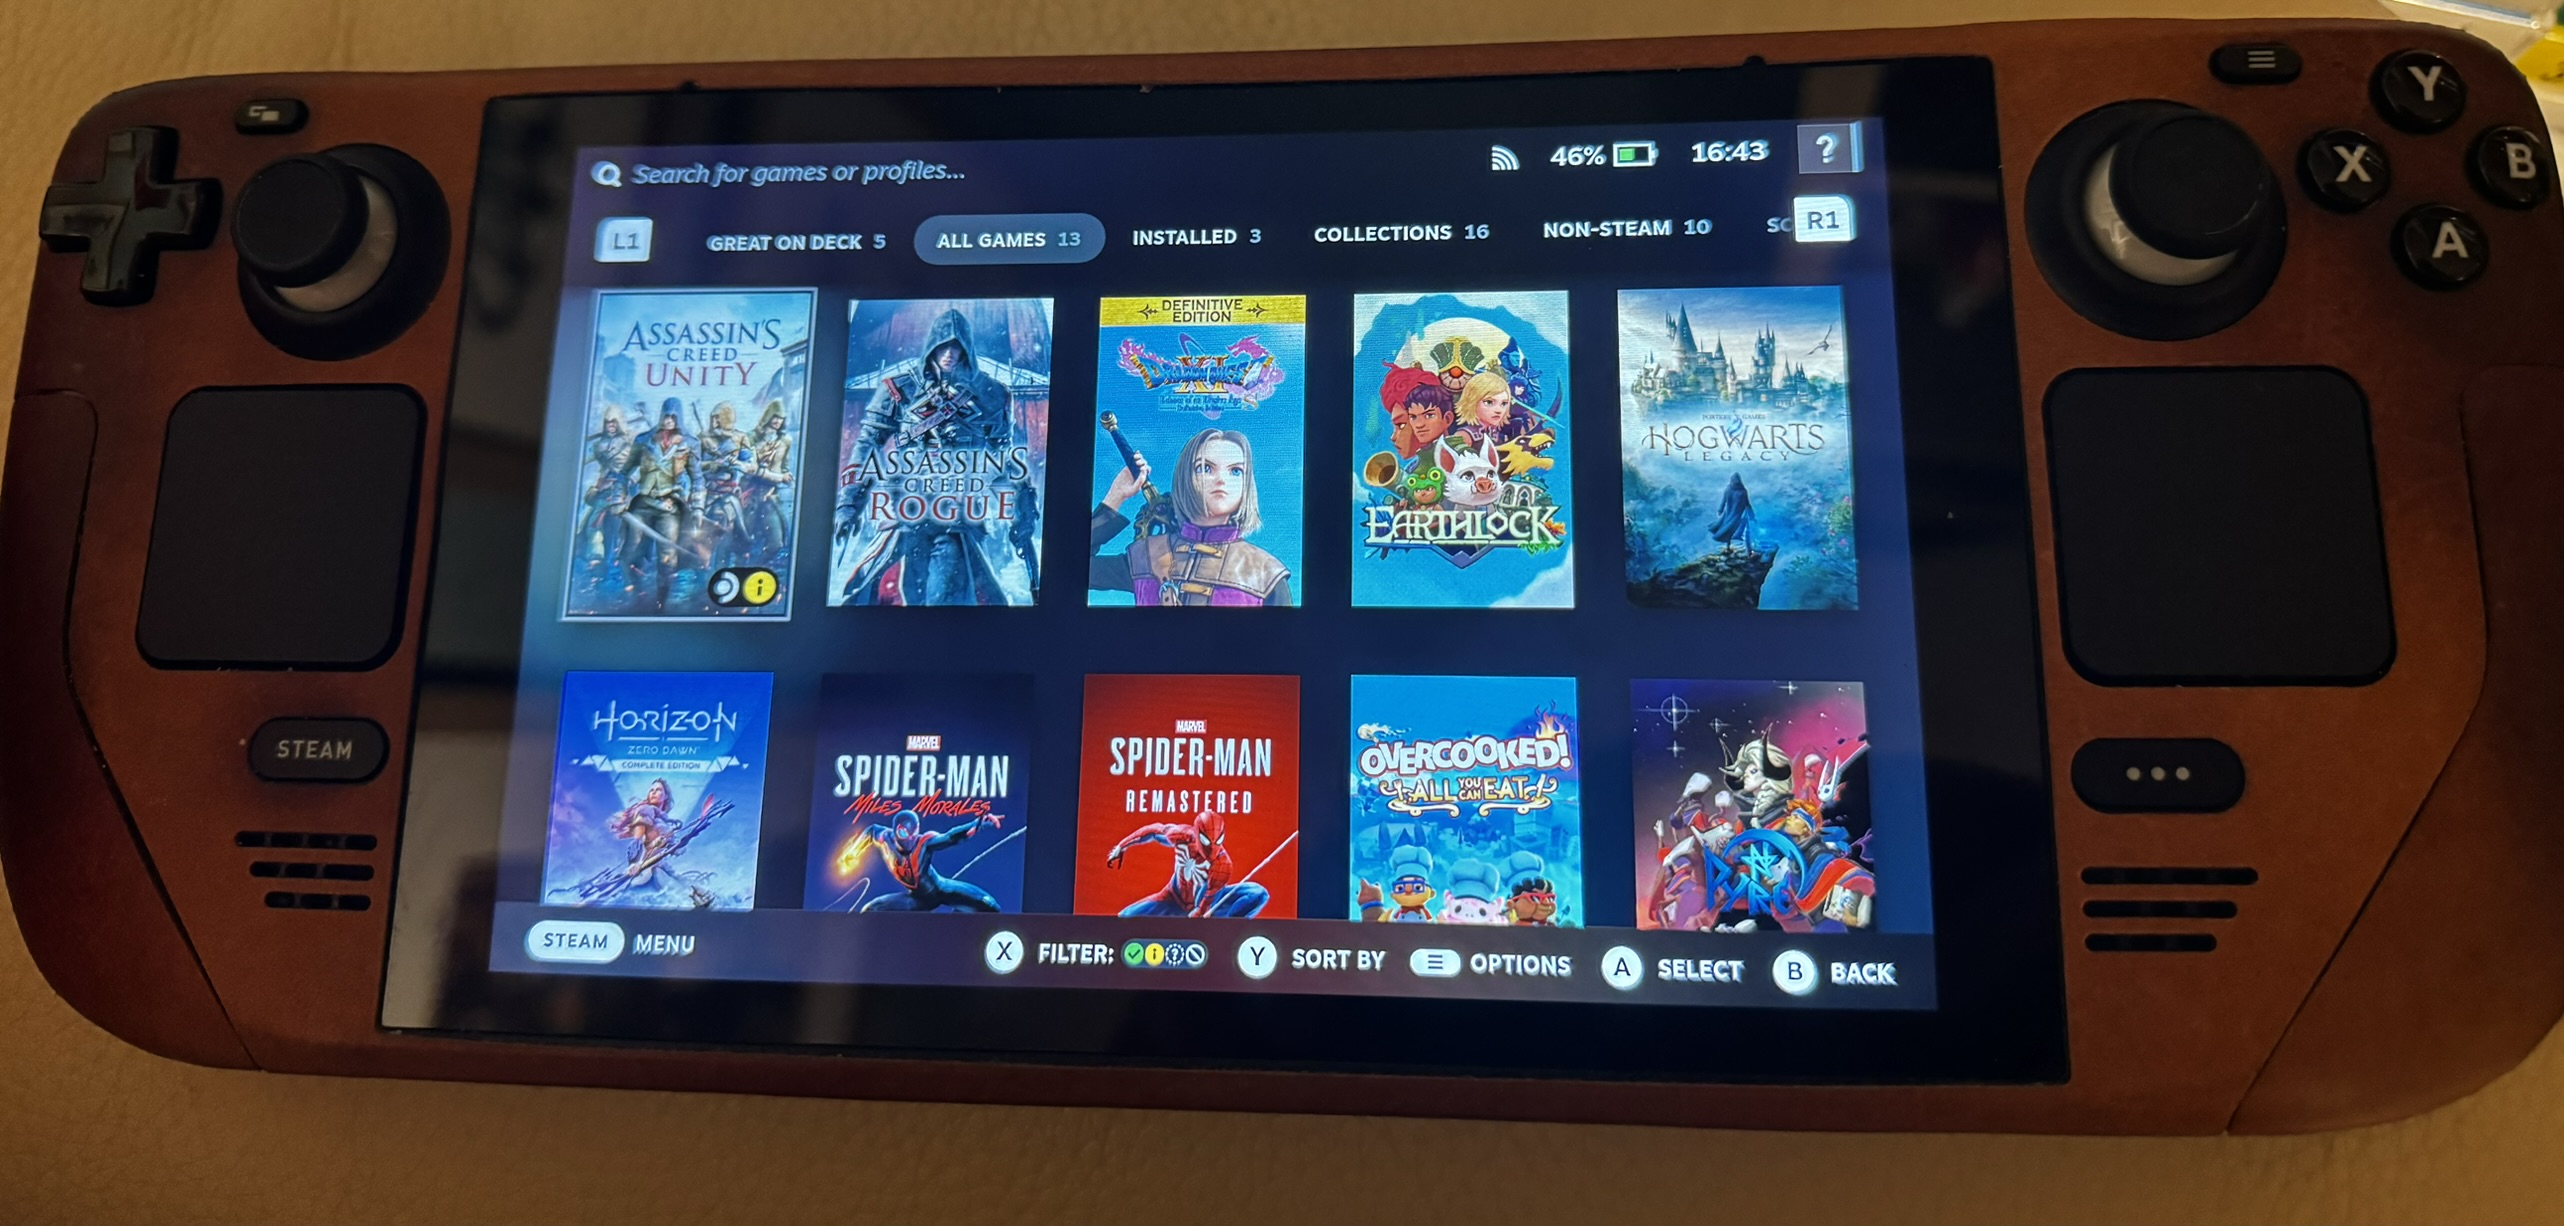 Search for games or profiles...
46%
16:43
?
L1
GREAT ON DECK 5
ALL GAMES 13
INSTALLED 3
COLLECTIONS 16
NON-STEAM 10
SC
R1
Y
X
B
A
ASSASSIN'S
CREED
UNITY
i
ASSASSIN'S
CREED
ROGUE
DEFINITIVE
EDITION
DRAGON QUEST
XI
S
EARTHLOCK
PORTKEY GAMES
HOGWARTS
LEGACY
HORIZON
ZERO DAWN
COMPLETE EDITION
MARVEL
SPIDER-MAN
MILES MORALES
MARVEL
SPIDER-MAN
REMASTERED
OVERCOOKED!
ALL YOU CAN EAT
PYRE
STEAM
STEAM MENU
X FILTER:
Y SORT BY
OPTIONS
A SELECT
B BACK